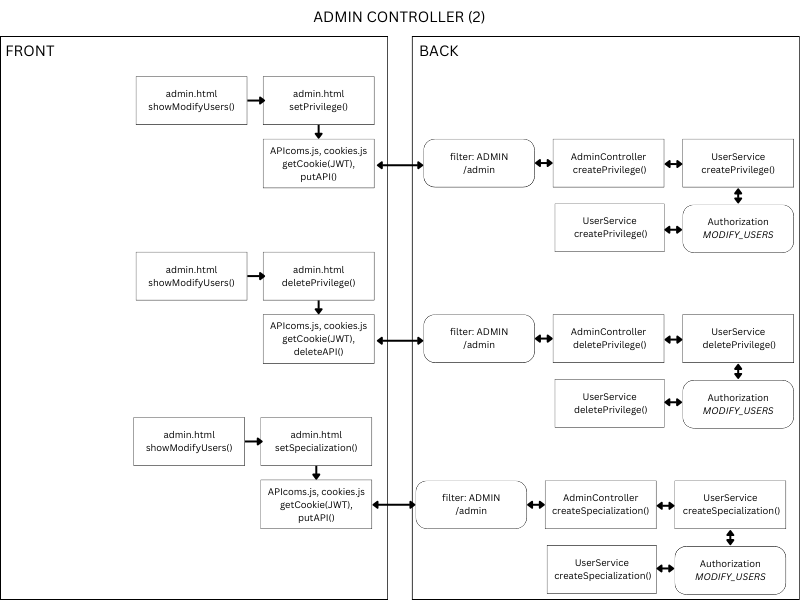 ADMIN CONTROLLER (2)
FRONT
BACK
admin.html
showModifyUsers()
admin.html
setPrivilege()
APIcoms.js, cookies.js
getCookie(JWT),
putAPI()
filter: ADMIN
/admin
AdminController
createPrivilege()
UserService
createPrivilege()
UserService
createPrivilege()
Authorization
MODIFY_USERS
admin.html
showModifyUsers()
admin.html
deletePrivilege()
APIcoms.js, cookies.js
getCookie(JWT),
deleteAPI()
filter: ADMIN
/admin
AdminController
deletePrivilege()
UserService
deletePrivilege()
UserService
deletePrivilege()
Authorization
MODIFY_USERS
admin.html
showModifyUsers()
admin.html
setSpecialization()
APIcoms.js, cookies.js
getCookie(JWT),
putAPI()
filter: ADMIN
/admin
AdminController
createSpecialization()
UserService
createSpecialization()
UserService
createSpecialization()
Authorization
MODIFY_USERS